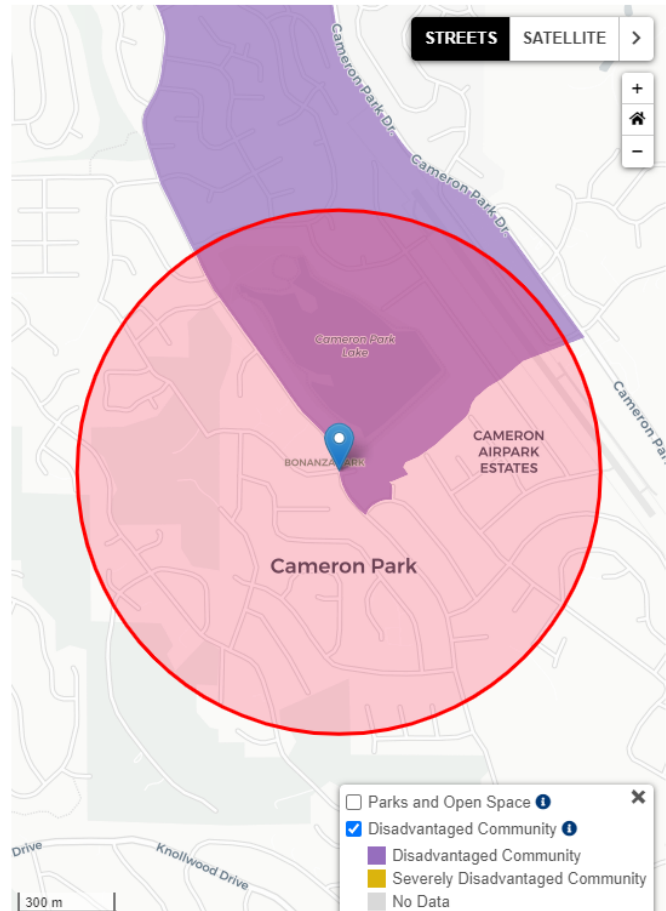 STREETS
SATELLITE
>
+
−
Cameron Park Dr.
Cameron Park Dr.
Cameron Park
Lake
CAMERON
AIRPARK
ESTATES
Cameron Par
BONANZA PARK
Cameron Park
Drive
Knollwood Drive
300 m
Parks and Open Space
Disadvantaged Community
Disadvantaged Community
Severely Disadvantaged Community
No Data